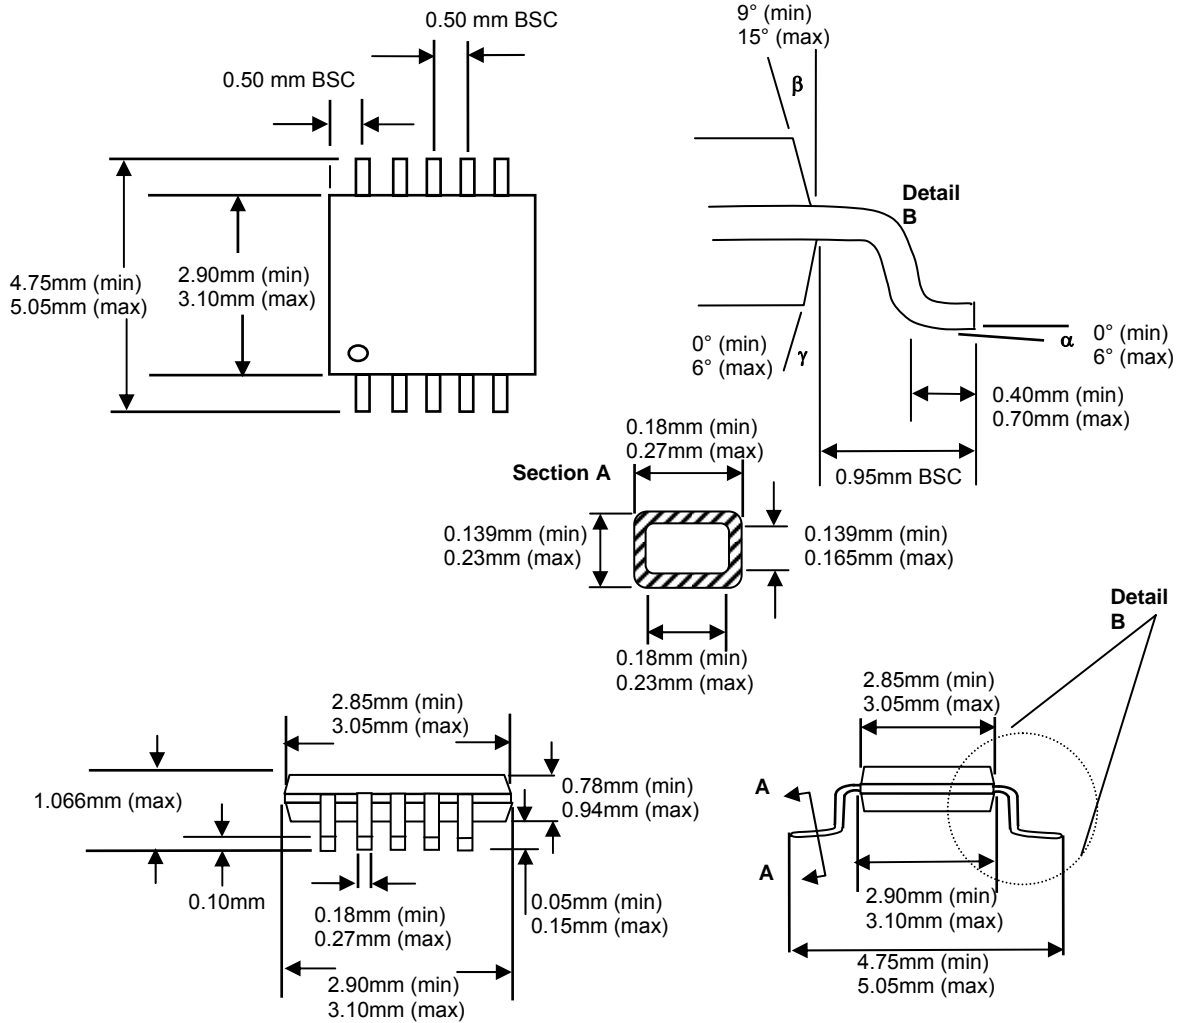 0.50 mm BSC
0.50 mm BSC
4.75mm (min)
5.05mm (max)
2.90mm (min)
3.10mm (max)
9° (min)
15° (max)
β
Detail
B
0° (min)
6° (max)
γ
α
0° (min)
6° (max)
0.40mm (min)
0.70mm (max)
0.95mm BSC
Section A
0.18mm (min)
0.27mm (max)
0.139mm (min)
0.23mm (max)
0.139mm (min)
0.165mm (max)
0.18mm (min)
0.23mm (max)
2.85mm (min)
3.05mm (max)
1.066mm (max)
0.78mm (min)
0.94mm (max)
0.10mm
0.18mm (min)
0.27mm (max)
0.05mm (min)
0.15mm (max)
2.90mm (min)
3.10mm (max)
Detail
B
2.85mm (min)
3.05mm (max)
A
A
2.90mm (min)
3.10mm (max)
4.75mm (min)
5.05mm (max)